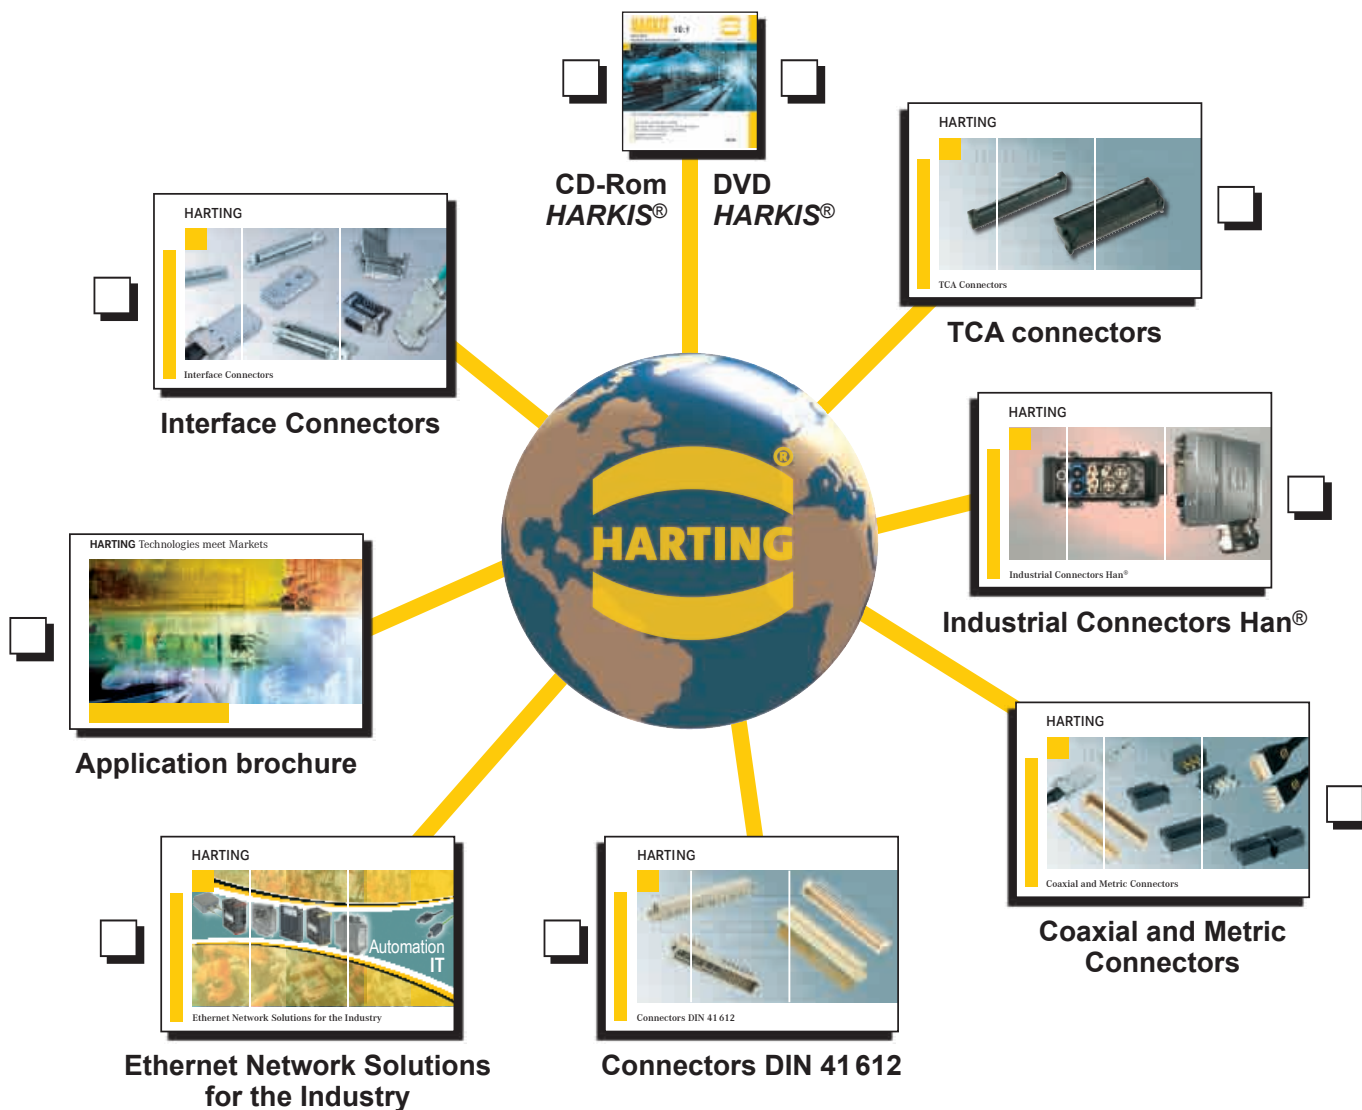 HARKIS 10.1
CD-Rom
HARKIS®
DVD
HARKIS®
HARTING
TCA Connectors
TCA connectors
HARTING
Interface Connectors
Interface Connectors
HARTING
Industrial Connectors Han®
Industrial Connectors Han®
®
HARTING
HARTING Technologies meet Markets
Application brochure
HARTING
Coaxial and Metric Connectors
Coaxial and Metric
Connectors
HARTING
Automation
IT
Ethernet Network Solutions for the Industry
Ethernet Network Solutions
for the Industry
HARTING
Connectors DIN 41 612
Connectors DIN 41 612